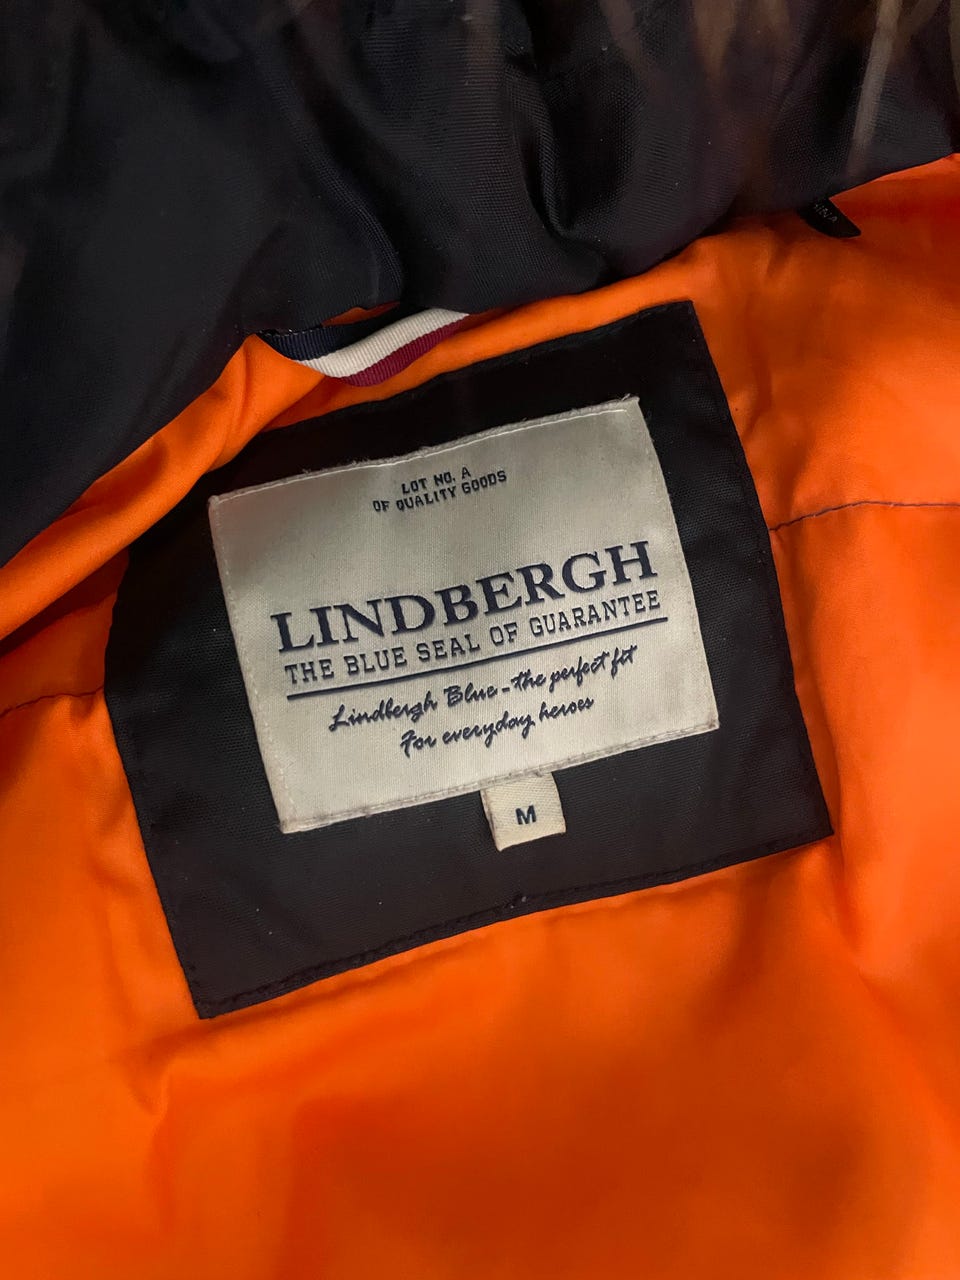 LOT NO. A
OF QUALITY GOODS
LINDBERGH
THE BLUE SEAL OF GUARANTEE
Lindbergh Blue - the perfect fit
For everyday heroes
M